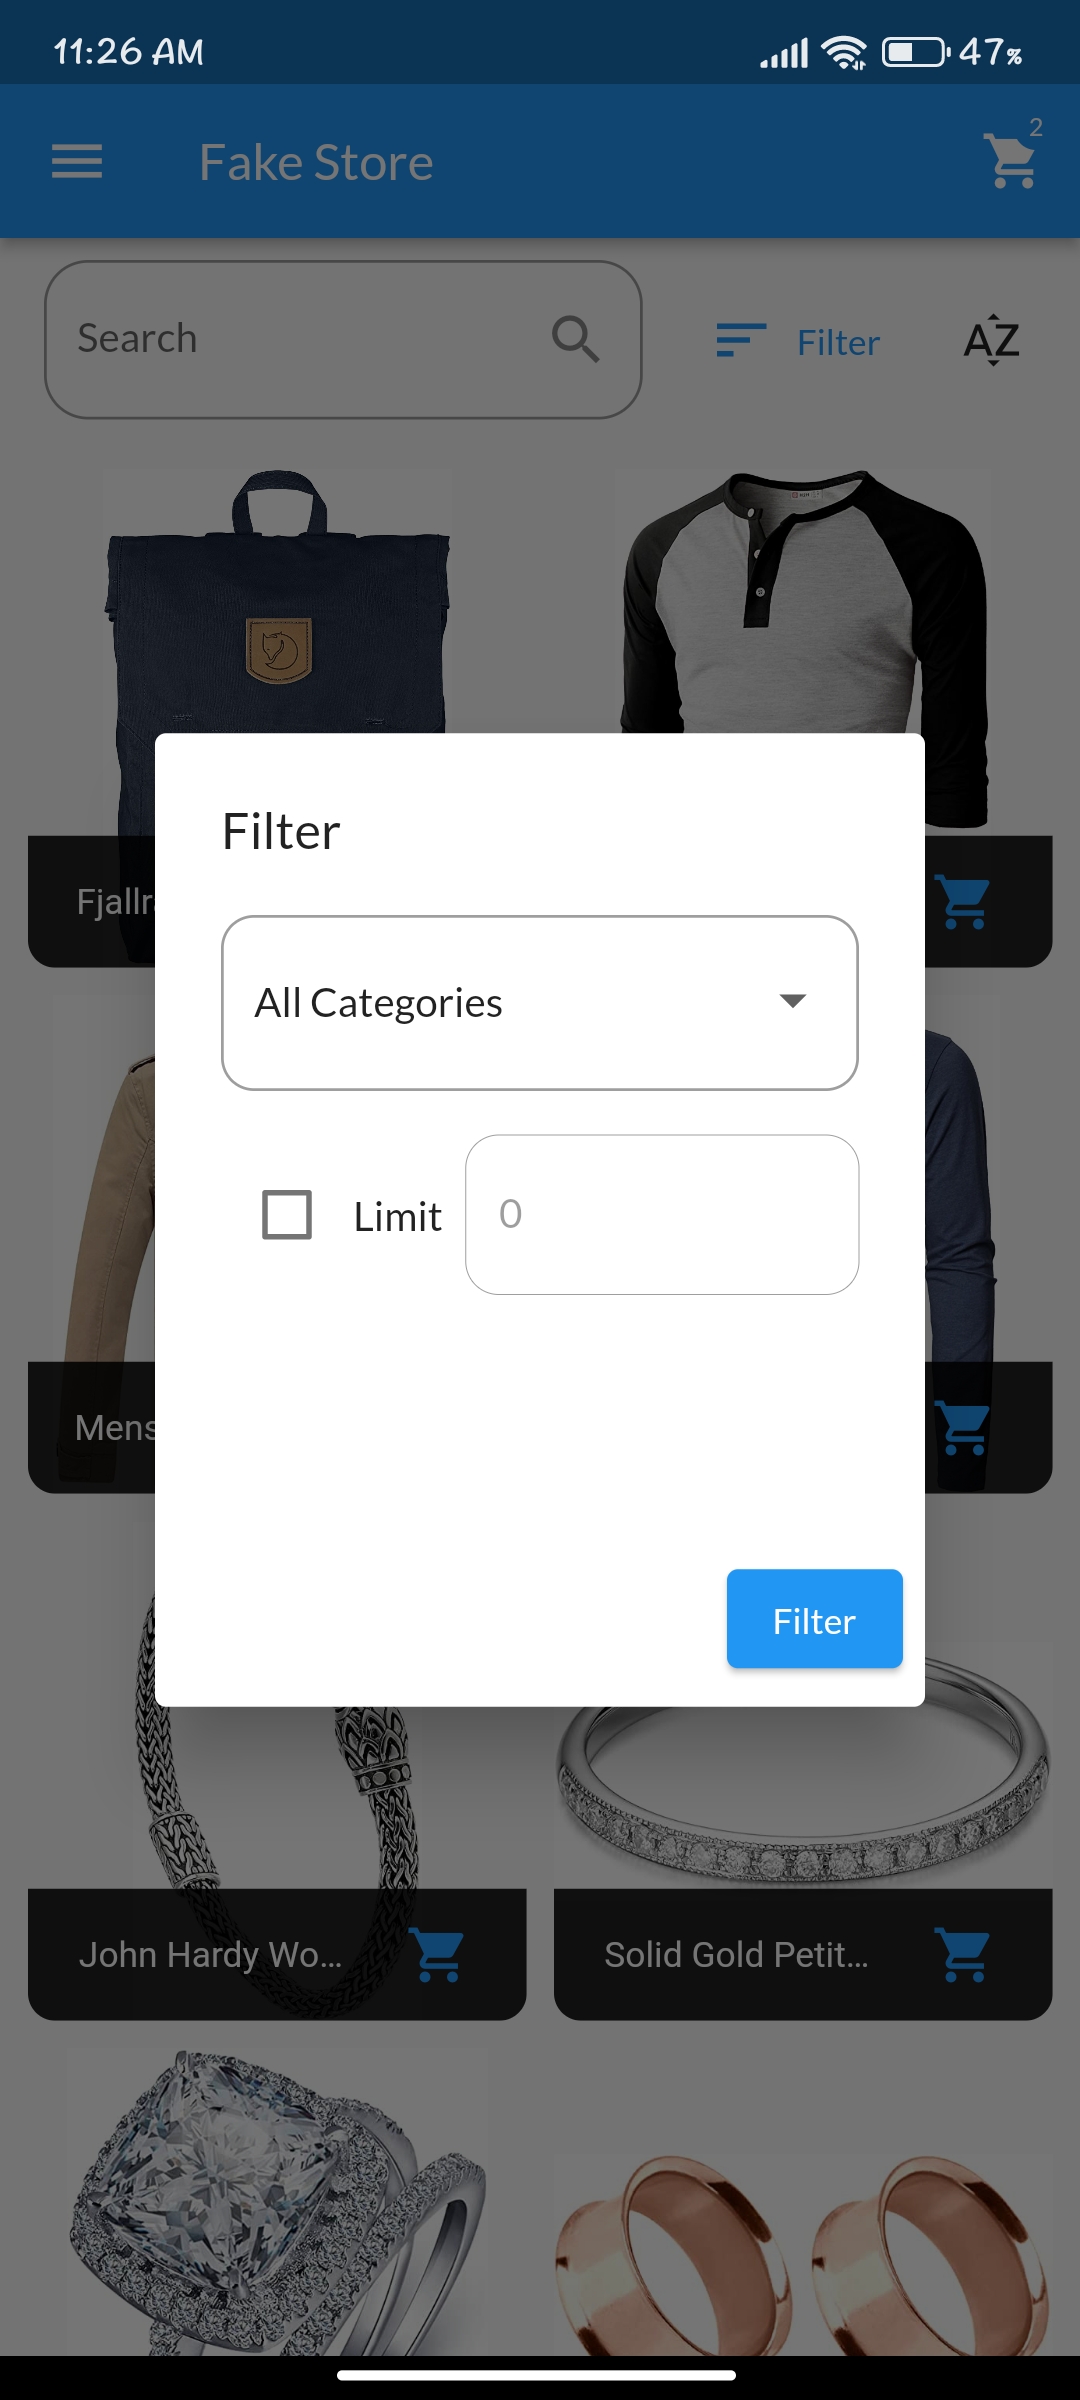 11:26 AM
47%
Fake Store
2
Search
Filter
AZ
Filter
Fjallr
All Categories
Limit
0
Mens
Filter
John Hardy Wo...
Solid Gold Petit...